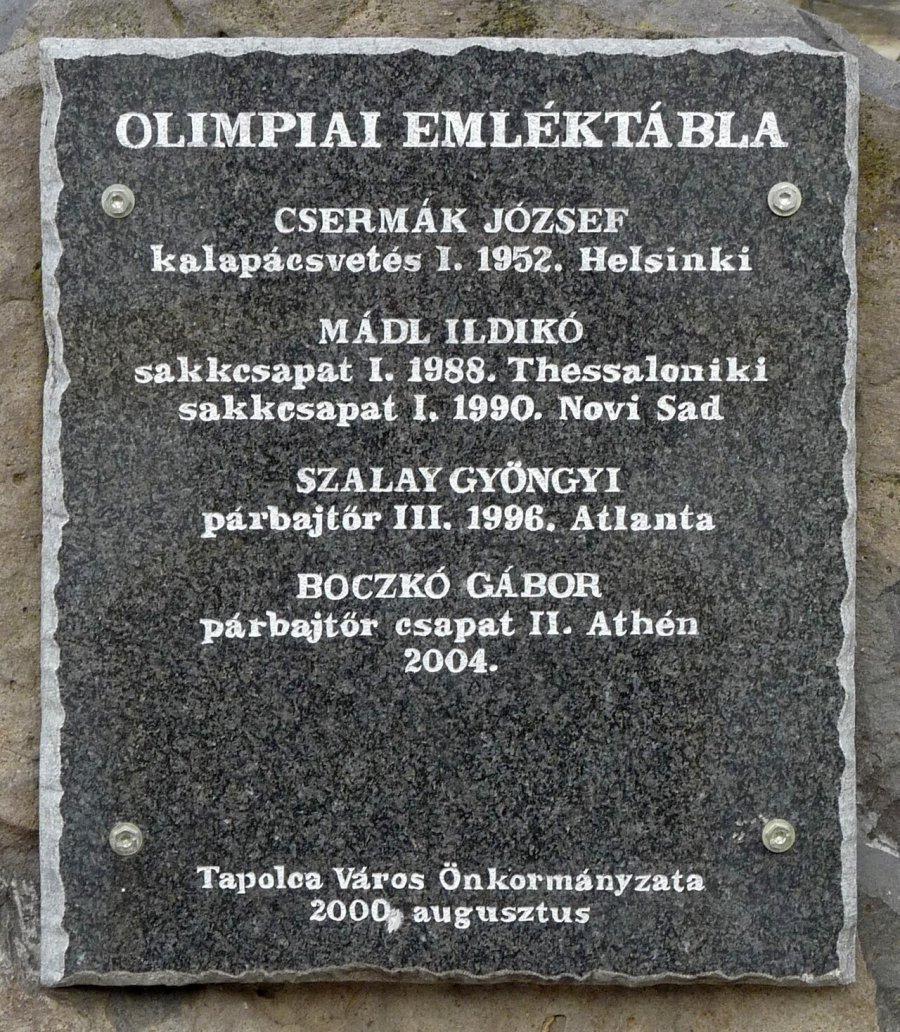 OLIMPIAI EMLÉKTÁBLA
CSERMÁK JÓZSEF
kalapácsvetés I. 1952. Helsinki
MÁDL ILDIKÓ
sakkcsapat I. 1988. Thessaloniki
sakkcsapat I. 1990. Novi Sad
SZALAY GYÖNGYI
párbajtőr III. 1996. Atlanta
BOCZKÓ GÁBOR
párbajtőr csapat II. Athén
2004.
Tapolca Város Önkormányzata
2000. augusztus